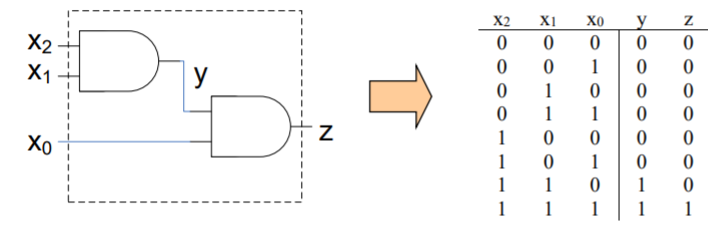 X2
X1
y
X0
z
x2 x1 x0 y z
0 0 0 0 0
0 0 1 0 0
0 1 0 0 0
0 1 1 0 0
1 0 0 0 0
1 0 1 0 0
1 1 0 1 0
1 1 1 1 1